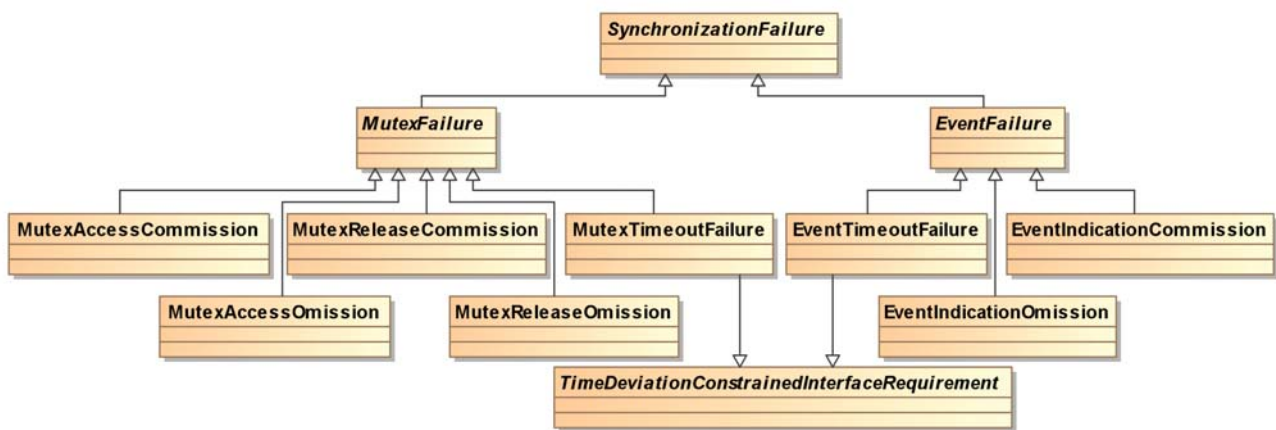 SynchronizationFailure
MutexFailure
EventFailure
MutexAccessCommission
MutexReleaseCommission
MutexTimeoutFailure
EventTimeoutFailure
EventIndicationCommission
MutexAccessOmission
MutexReleaseOmission
EventIndicationOmission
TimeDeviationConstrainedInterfaceRequirement